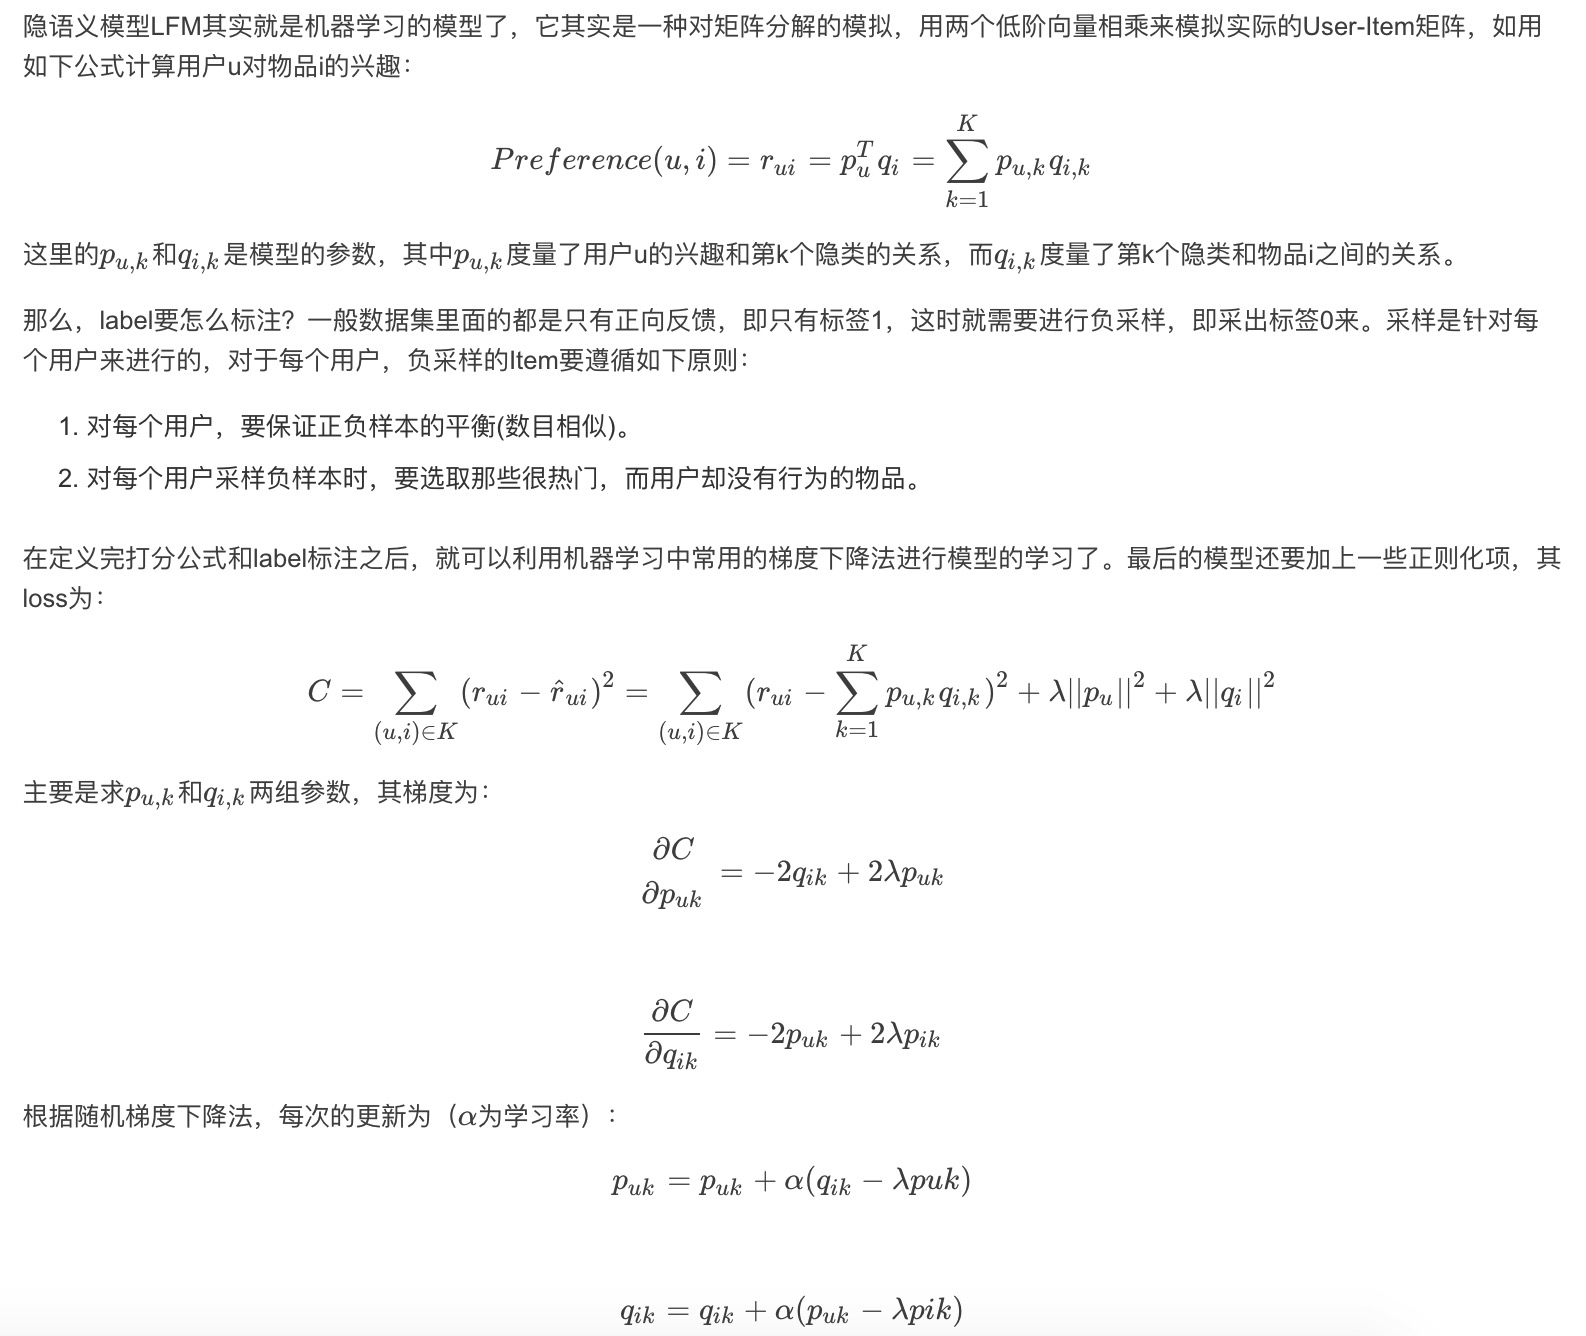 隐语义模型LFM其实就是机器学习的模型了，它其实是一种对矩阵分解的模拟，用两个低阶向量相乘来模拟实际的User-Item矩阵，如用
如下公式计算用户u对物品i的兴趣：
$Preference(u,i)=r_{ui}=p_u^T q_i=\sum_{k=1}^{K}p_{u,k}q_{i,k}$
这里的$p_{u,k}$和$q_{i,k}$是模型的参数，其中$p_{u,k}$度量了用户u的兴趣和第k个隐类的关系，而$q_{i,k}$度量了第k个隐类和物品i之间的关系。
那么，label要怎么标注？一般数据集里面的都是只有正向反馈，即只有标签1，这时就需要进行负采样，即采出标签0来。采样是针对每
个用户来进行的，对于每个用户，负采样的Item要遵循如下原则：
1. 对每个用户，要保证正负样本的平衡(数目相似)。
2. 对每个用户采样负样本时，要选取那些很热门，而用户却没有行为的物品。
在定义完打分公式和label标注之后，就可以利用机器学习中常用的梯度下降法进行模型的学习了。最后的模型还要加上一些正则化项，其
loss为：
$C=\sum_{(u,i)\in K}(r_{ui}-\hat{r}_{ui})^2=\sum_{(u,i)\in K}(r_{ui}-\sum_{k=1}^{K}p_{u,k}q_{i,k})^2+\lambda||p_u||^2+\lambda||q_i||^2$
主要是求$p_{u,k}$和$q_{i,k}$两组参数，其梯度为：
$\frac{\partial C}{\partial p_{uk}}=-2q_{ik}+2\lambda p_{uk}$
$\frac{\partial C}{\partial q_{ik}}=-2p_{uk}+2\lambda p_{ik}$
根据随机梯度下降法，每次的更新为（$\alpha$为学习率）：
$p_{uk}=p_{uk}+\alpha(q_{ik}-\lambda puk)$
$q_{ik}=q_{ik}+\alpha(p_{uk}-\lambda pik)$